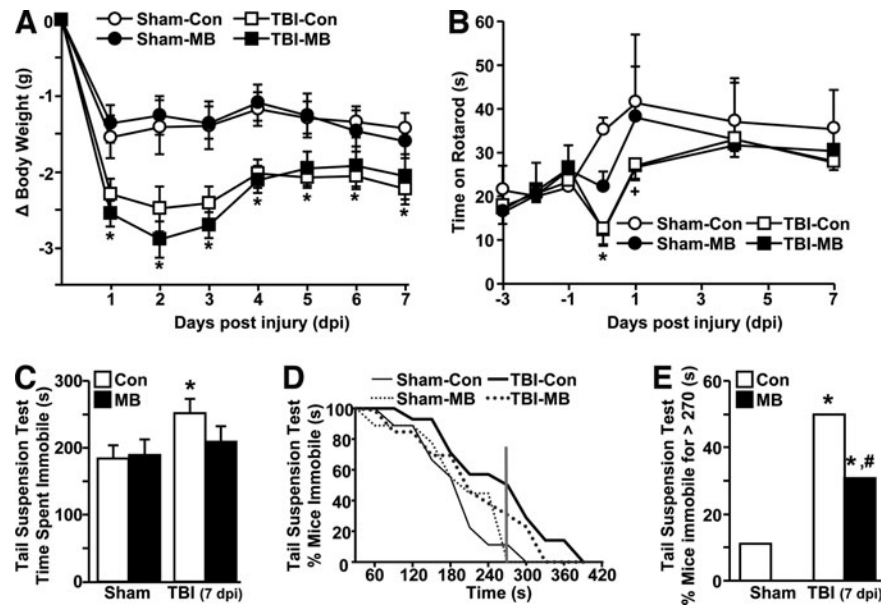 A
Sham-Con TBI-Con
Sham-MB TBI-MB
Δ Body Weight (g)
0
-1
-2
-3
* * * * * * *
1 2 3 4 5 6 7
Days post injury (dpi)
B
Time on Rotarod (s)
60
50
40
30
20
10
0
+
*
Sham-Con TBI-Con
Sham-MB TBI-MB
-3 -1 1 3 5 7
Days post injury (dpi)
C
Tail Suspension Test
Time Spent Immobile (s)
300
200
100
0
Con
MB
*
Sham TBI (7 dpi)
D
Sham-Con TBI-Con
Sham-MB TBI-MB
Tail Suspension Test
% Mice Immobile (s)
100
80
60
40
20
0
60 120 180 240 300 360 420
Time (s)
E
Tail Suspension Test
% Mice immobile for > 270 (s)
60
40
20
0
Con
MB
*
*,#
Sham TBI (7 dpi)